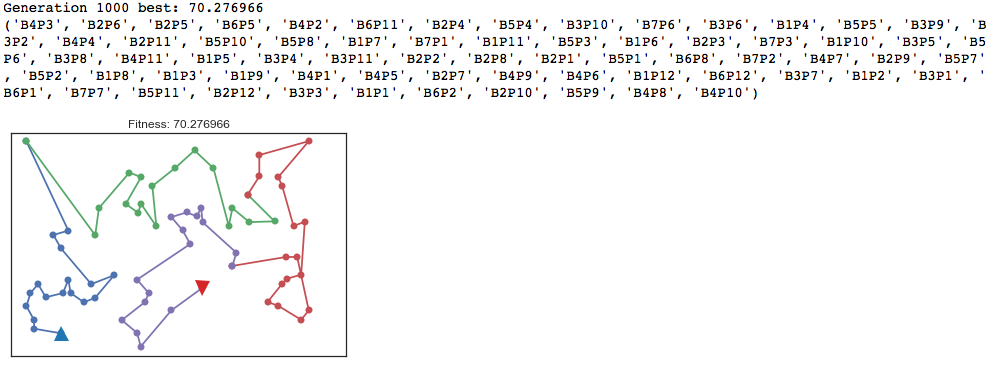 Generation 1000 best: 70.276966
('B4P3', 'B2P6', 'B2P5', 'B6P5', 'B4P2', 'B6P11', 'B2P4', 'B5P4', 'B3P10', 'B7P6', 'B3P6', 'B1P4', 'B5P5', 'B3P9', 'B
3P2', 'B4P4', 'B2P11', 'B5P10', 'B5P8', 'B1P7', 'B7P1', 'B1P11', 'B5P3', 'B1P6', 'B2P3', 'B7P3', 'B1P10', 'B3P5', 'B5
P6', 'B3P8', 'B4P11', 'B1P5', 'B3P4', 'B3P11', 'B2P2', 'B2P8', 'B2P1', 'B5P1', 'B6P8', 'B7P2', 'B4P7', 'B2P9', 'B5P7'
, 'B5P2', 'B1P8', 'B1P3', 'B1P9', 'B4P1', 'B4P5', 'B2P7', 'B4P9', 'B4P6', 'B1P12', 'B6P12', 'B3P7', 'B1P2', 'B3P1', '
B6P1', 'B7P7', 'B5P11', 'B2P12', 'B3P3', 'B1P1', 'B6P2', 'B2P10', 'B5P9', 'B4P8', 'B4P10')
Fitness: 70.276966